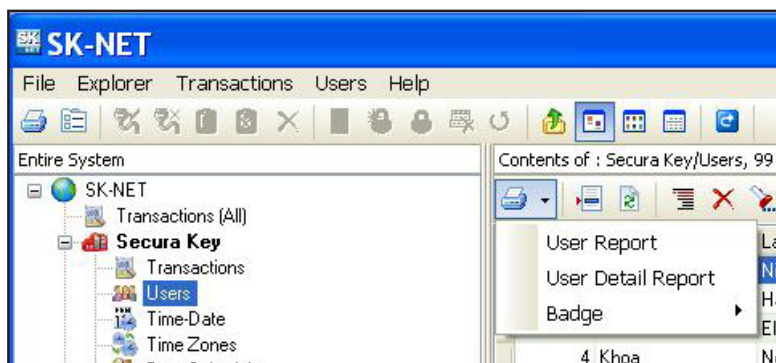 SK-NET
File Explorer Transactions Users Help
Entire System
Contents of : Secura Key/Users, 99
SK-NET
Transactions (All)
Secura Key
Transactions
Users
Time-Date
Time Zones
User Report
User Detail Report
Badge
4 Khoa